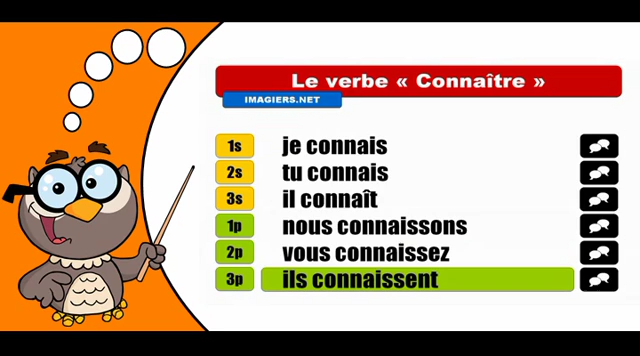 Le verbe « Connaître »
IMAGIERS.NET
1s je connais
2s tu connais
3s il connaît
1p nous connaissons
2p vous connaissez
3p ils connaissent